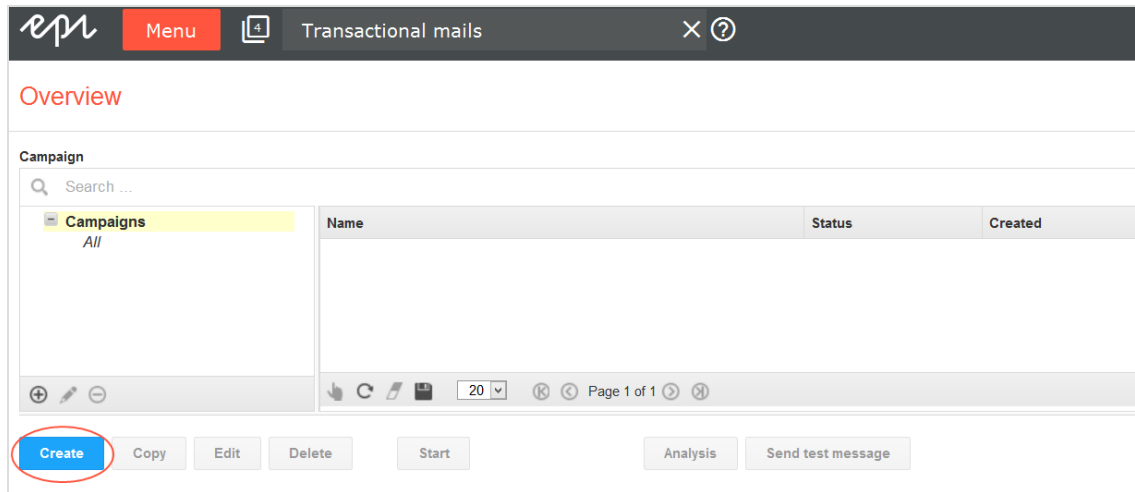 epi Menu 4 Transactional mails
Overview
Campaign
Search ...
Campaigns
All
Name Status Created
20 Page 1 of 1
Create Copy Edit Delete Start Analysis Send test message